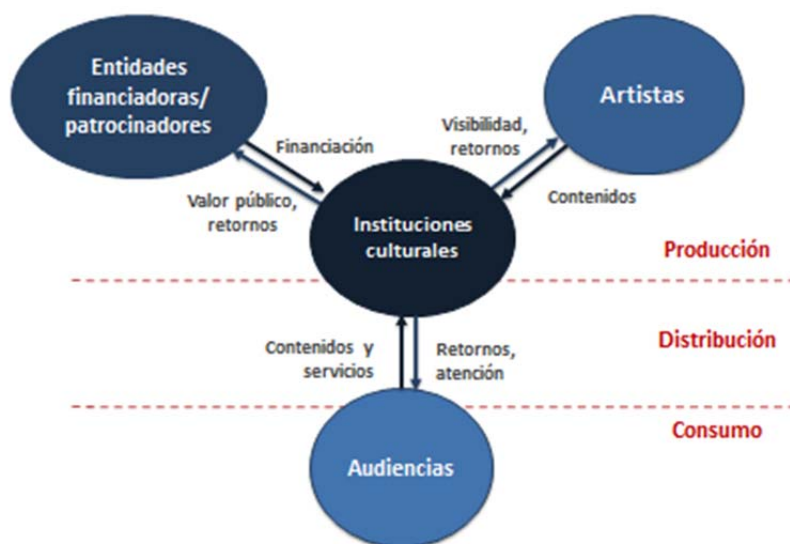 Entidades
financiadoras/
patrocinadores
Artistas
Financiación
Visibilidad,
retornos
Valor público,
retornos
Contenidos
Instituciones
culturales
Producción
Contenidos y
servicios
Retornos,
atención
Distribución
Consumo
Audiencias